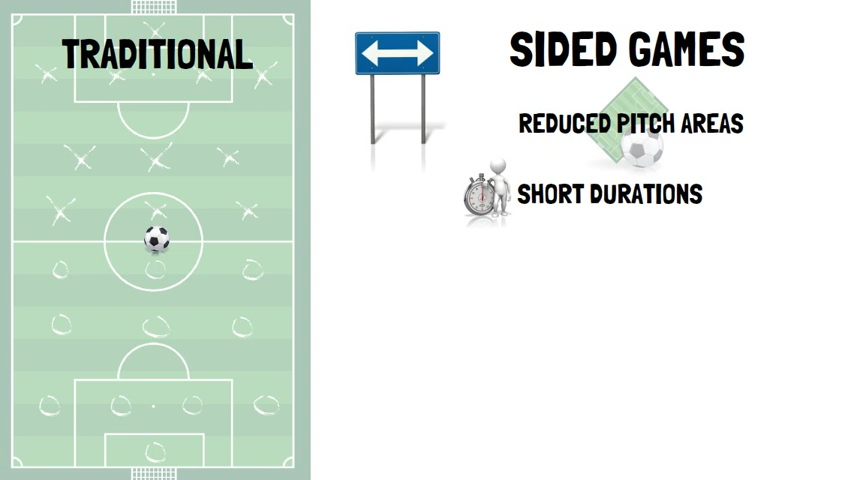 TRADITIONAL
SIDED GAMES
REDUCED PITCH AREAS
SHORT DURATIONS